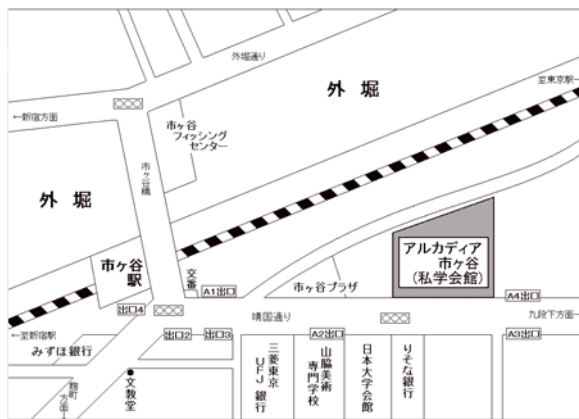 外堀通り
外 堀
至東京駅→
←新宿方面
市ヶ谷
フィッシング
センター
市ヶ谷橋
外 堀
アルカディア
市ヶ谷
(私学会館)
市ヶ谷
駅
交番
A1出口
市ヶ谷プラザ
A4出口
出口4
靖国通り
九段下方面→
←至新宿駅
みずほ銀行
出口2
出口3
A2出口
A3出口
三菱東京
UFJ 銀行
山脇美術
専門学校
日本大学会館
りそな銀行
麹町
方面
文教堂